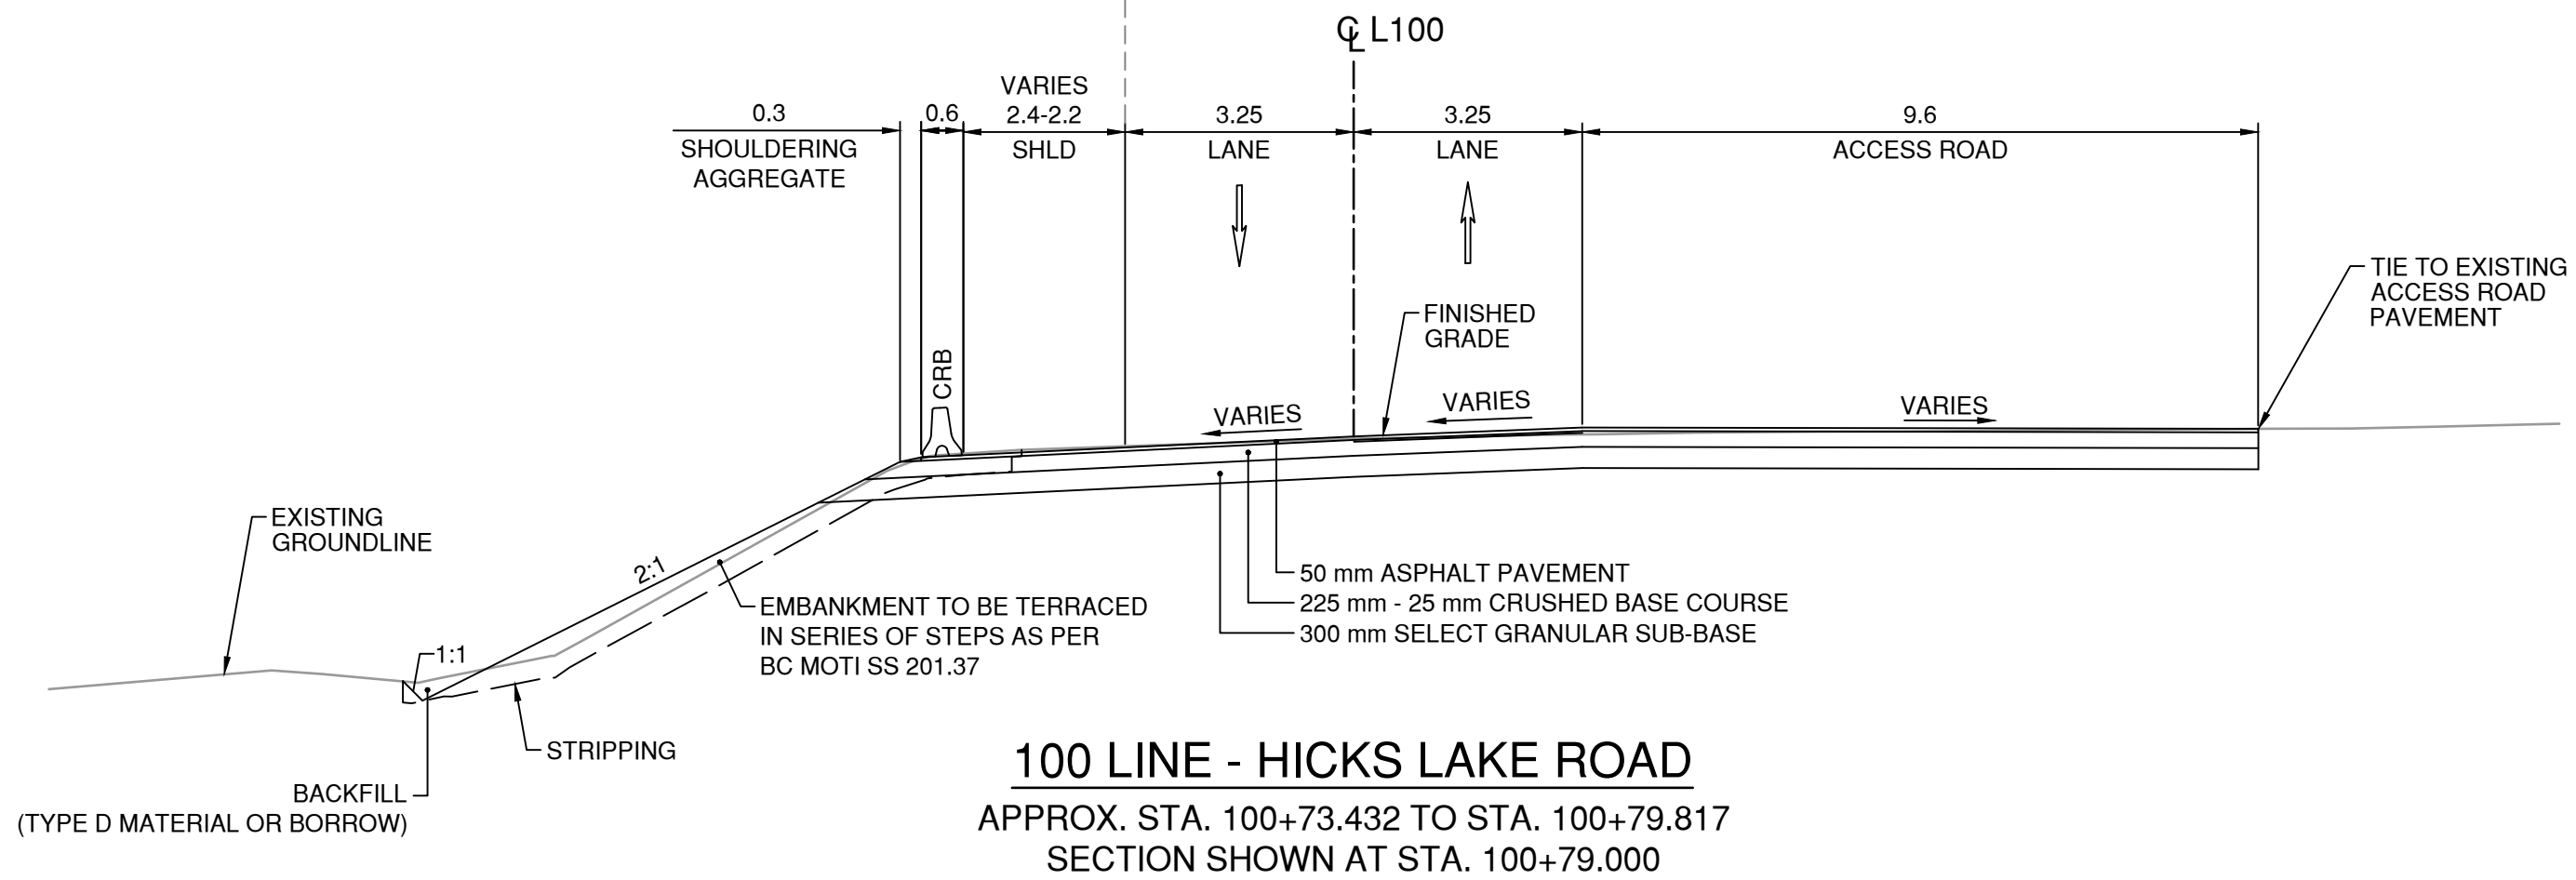 ℄ L100
0.3
SHOULDERING
AGGREGATE
0.6
VARIES
2.4-2.2
SHLD
3.25
LANE
3.25
LANE
9.6
ACCESS ROAD
TIE TO EXISTING
ACCESS ROAD
PAVEMENT
FINISHED
GRADE
CRB
VARIES
VARIES
VARIES
EXISTING
GROUNDLINE
2:1
1:1
EMBANKMENT TO BE TERRACED
IN SERIES OF STEPS AS PER
BC MOTI SS 201.37
50 mm ASPHALT PAVEMENT
225 mm - 25 mm CRUSHED BASE COURSE
300 mm SELECT GRANULAR SUB-BASE
STRIPPING
BACKFILL
(TYPE D MATERIAL OR BORROW)
100 LINE - HICKS LAKE ROAD
APPROX. STA. 100+73.432 TO STA. 100+79.817
SECTION SHOWN AT STA. 100+79.000